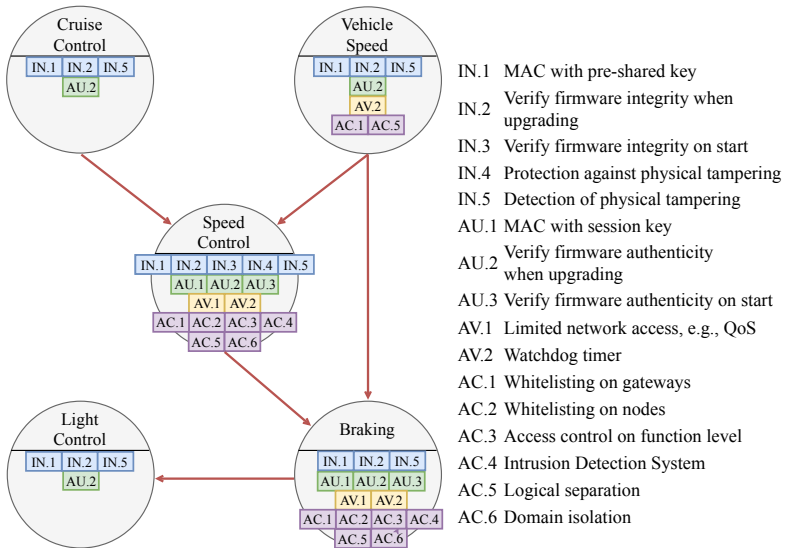 Cruise
Control
IN.1 IN.2 IN.5
AU.2
Vehicle
Speed
IN.1 IN.2 IN.5
AU.2
AV.2
AC.1 AC.5
Speed
Control
IN.1 IN.2 IN.3 IN.4 IN.5
AU.1 AU.2 AU.3
AV.1 AV.2
AC.1 AC.2 AC.3 AC.4
AC.5 AC.6
Light
Control
IN.1 IN.2 IN.5
AU.2
Braking
IN.1 IN.2 IN.5
AU.1 AU.2 AU.3
AV.1 AV.2
AC.1 AC.2 AC.3 AC.4
AC.5 AC.6
IN.1 MAC with pre-shared key
IN.2 Verify firmware integrity when
upgrading
IN.3 Verify firmware integrity on start
IN.4 Protection against physical tampering
IN.5 Detection of physical tampering
AU.1 MAC with session key
AU.2 Verify firmware authenticity
when upgrading
AU.3 Verify firmware authenticity on start
AV.1 Limited network access, e.g., QoS
AV.2 Watchdog timer
AC.1 Whitelisting on gateways
AC.2 Whitelisting on nodes
AC.3 Access control on function level
AC.4 Intrusion Detection System
AC.5 Logical separation
AC.6 Domain isolation